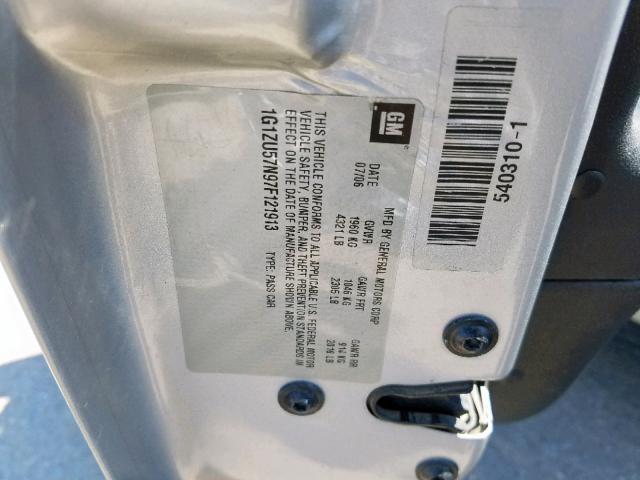 GM
MFD BY GENERAL MOTORS CORP
DATE GVWR GAWR FRT GAWR RR
07/06 1960 KG 1046 KG 914 KG
4321 LB 2305 LB 2016 LB
THIS VEHICLE CONFORMS TO ALL APPLICABLE U.S. FEDERAL MOTOR
VEHICLE SAFETY, BUMPER, AND THEFT PREVENTION STANDARDS IN
EFFECT ON THE DATE OF MANUFACTURE SHOWN ABOVE.
1G1ZU57N97F121913 TYPE: PASS CAR
540310-1